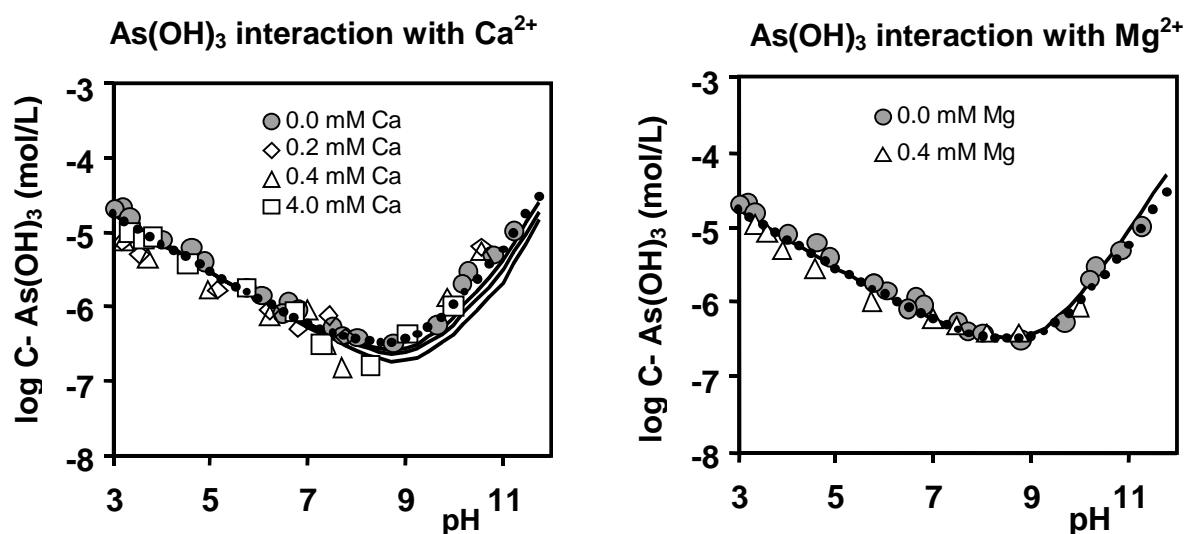 As(OH)₃ interaction with Ca²⁺
log C- As(OH)₃ (mol/L)
-3
-4
-5
-6
-7
-8
0.0 mM Ca
0.2 mM Ca
0.4 mM Ca
4.0 mM Ca
3 5 7 9 11
pH
As(OH)₃ interaction with Mg²⁺
log C- As(OH)₃ (mol/L)
-3
-4
-5
-6
-7
-8
0.0 mM Mg
0.4 mM Mg
3 5 7 9 11
pH